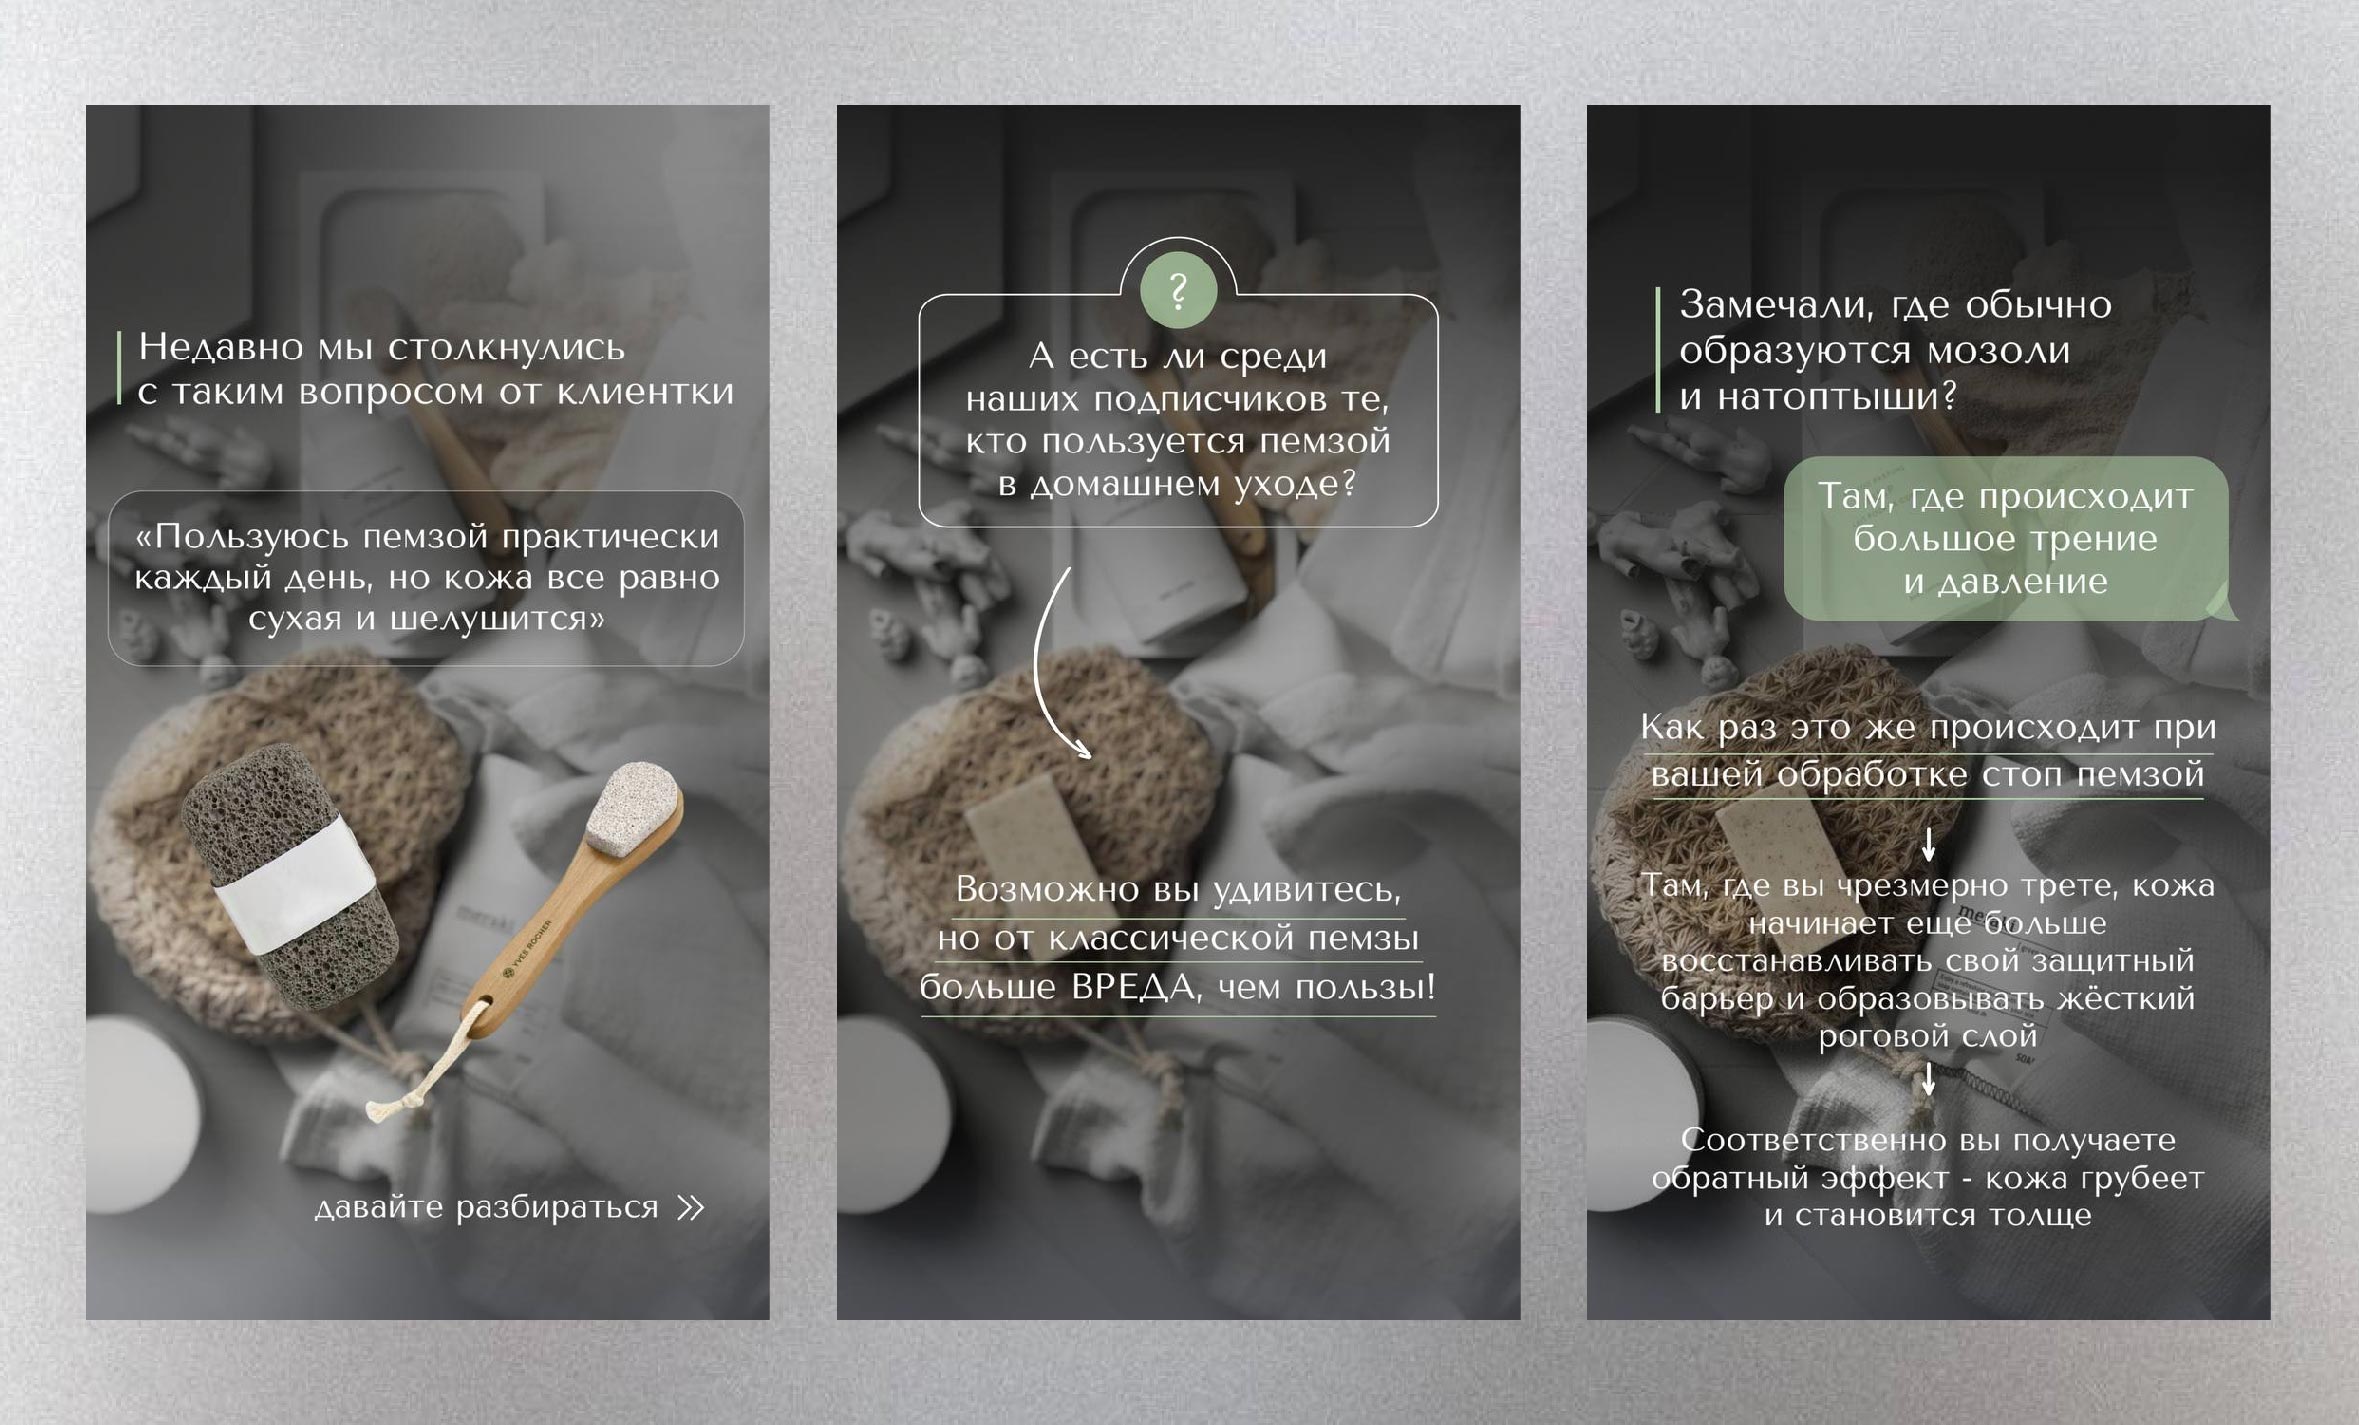 Недавно мы столкнулись
с таким вопросом от клиентки
«Пользуюсь пемзой практически
каждый день, но кожа все равно
сухая и шелушится»
YVES ROCHER
давайте разбираться
?
А есть ли среди
наших подписчиков те,
кто пользуется пемзой
в домашнем уходе?
Возможно вы удивитесь,
но от классической пемзы
больше ВРЕДА, чем пользы!
Замечали, где обычно
образуются мозоли
и натоптыши?
Там, где происходит
большое трение
и давление
Как раз это же происходит при
вашей обработке стоп пемзой
Там, где вы чрезмерно трете, кожа
начинает еще больше
восстанавливать свой защитный
барьер и образовывать жёсткий
роговой слой
Соответственно вы получаете
обратный эффект - кожа грубеет
и становится толще